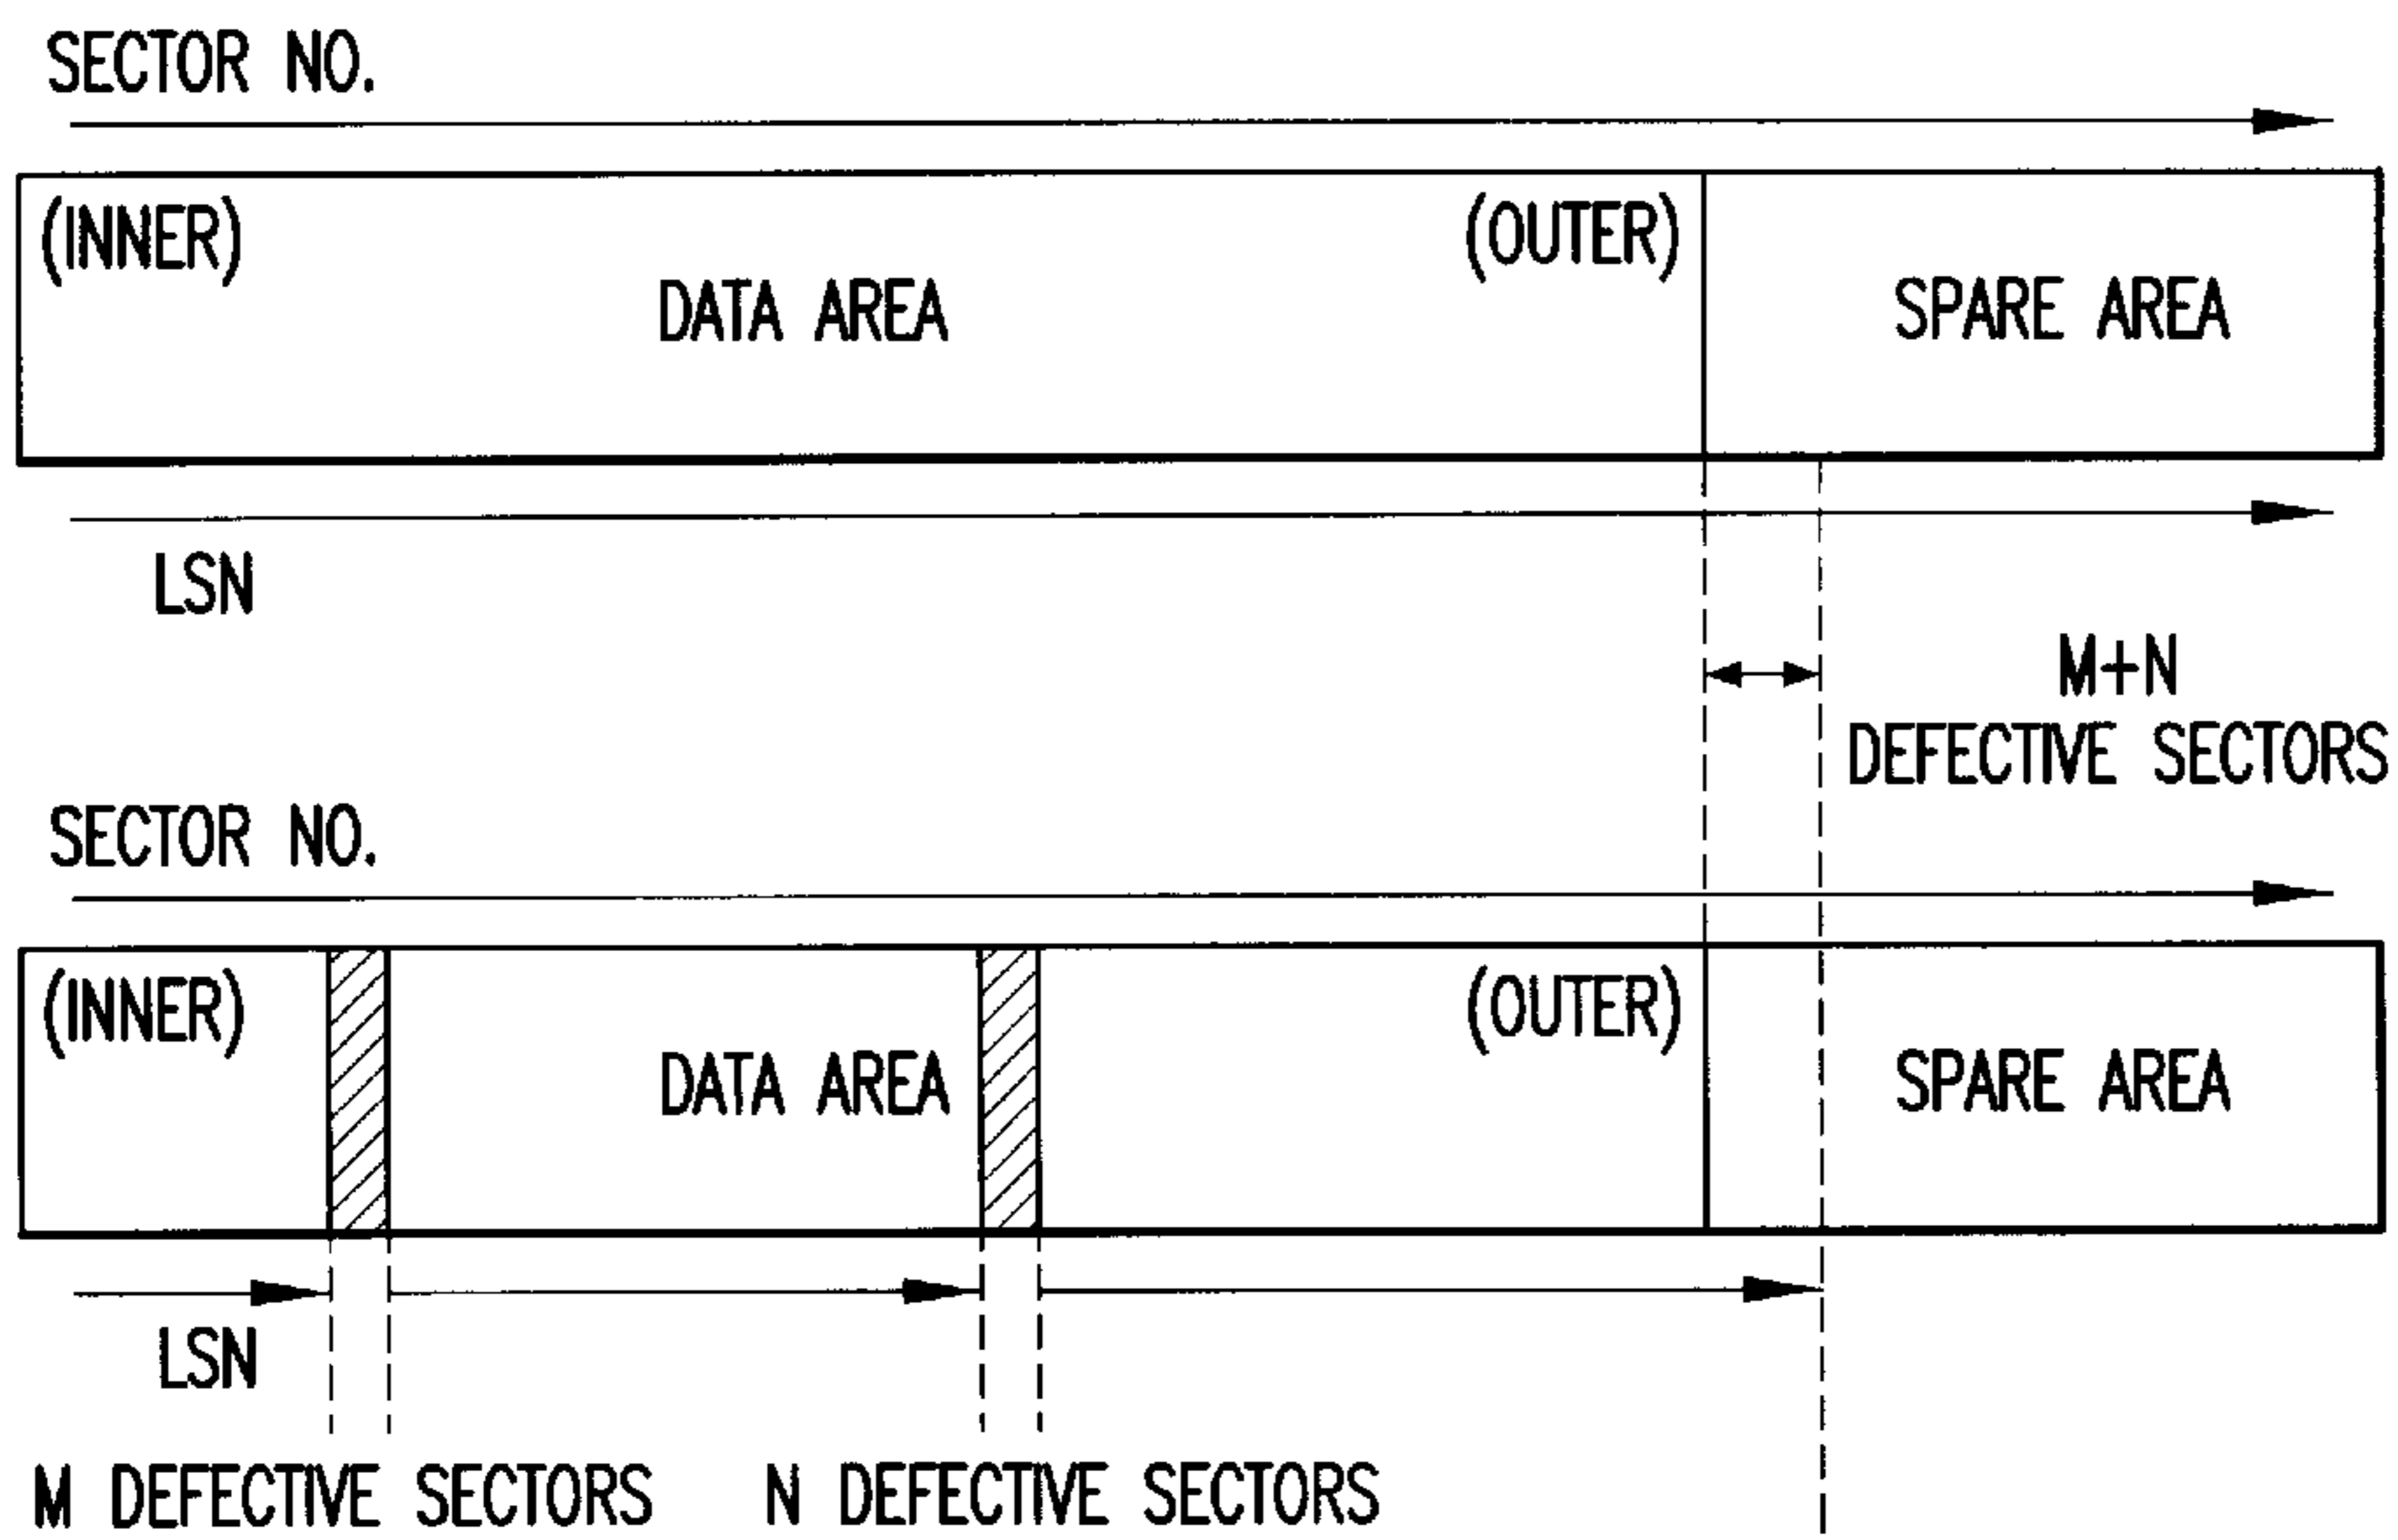 SECTOR NO.
(INNER)
(OUTER)
DATA AREA
SPARE AREA
LSN
M+N
DEFECTIVE SECTORS
SECTOR NO.
(INNER)
(OUTER)
DATA AREA
SPARE AREA
LSN
M DEFECTIVE SECTORS
N DEFECTIVE SECTORS